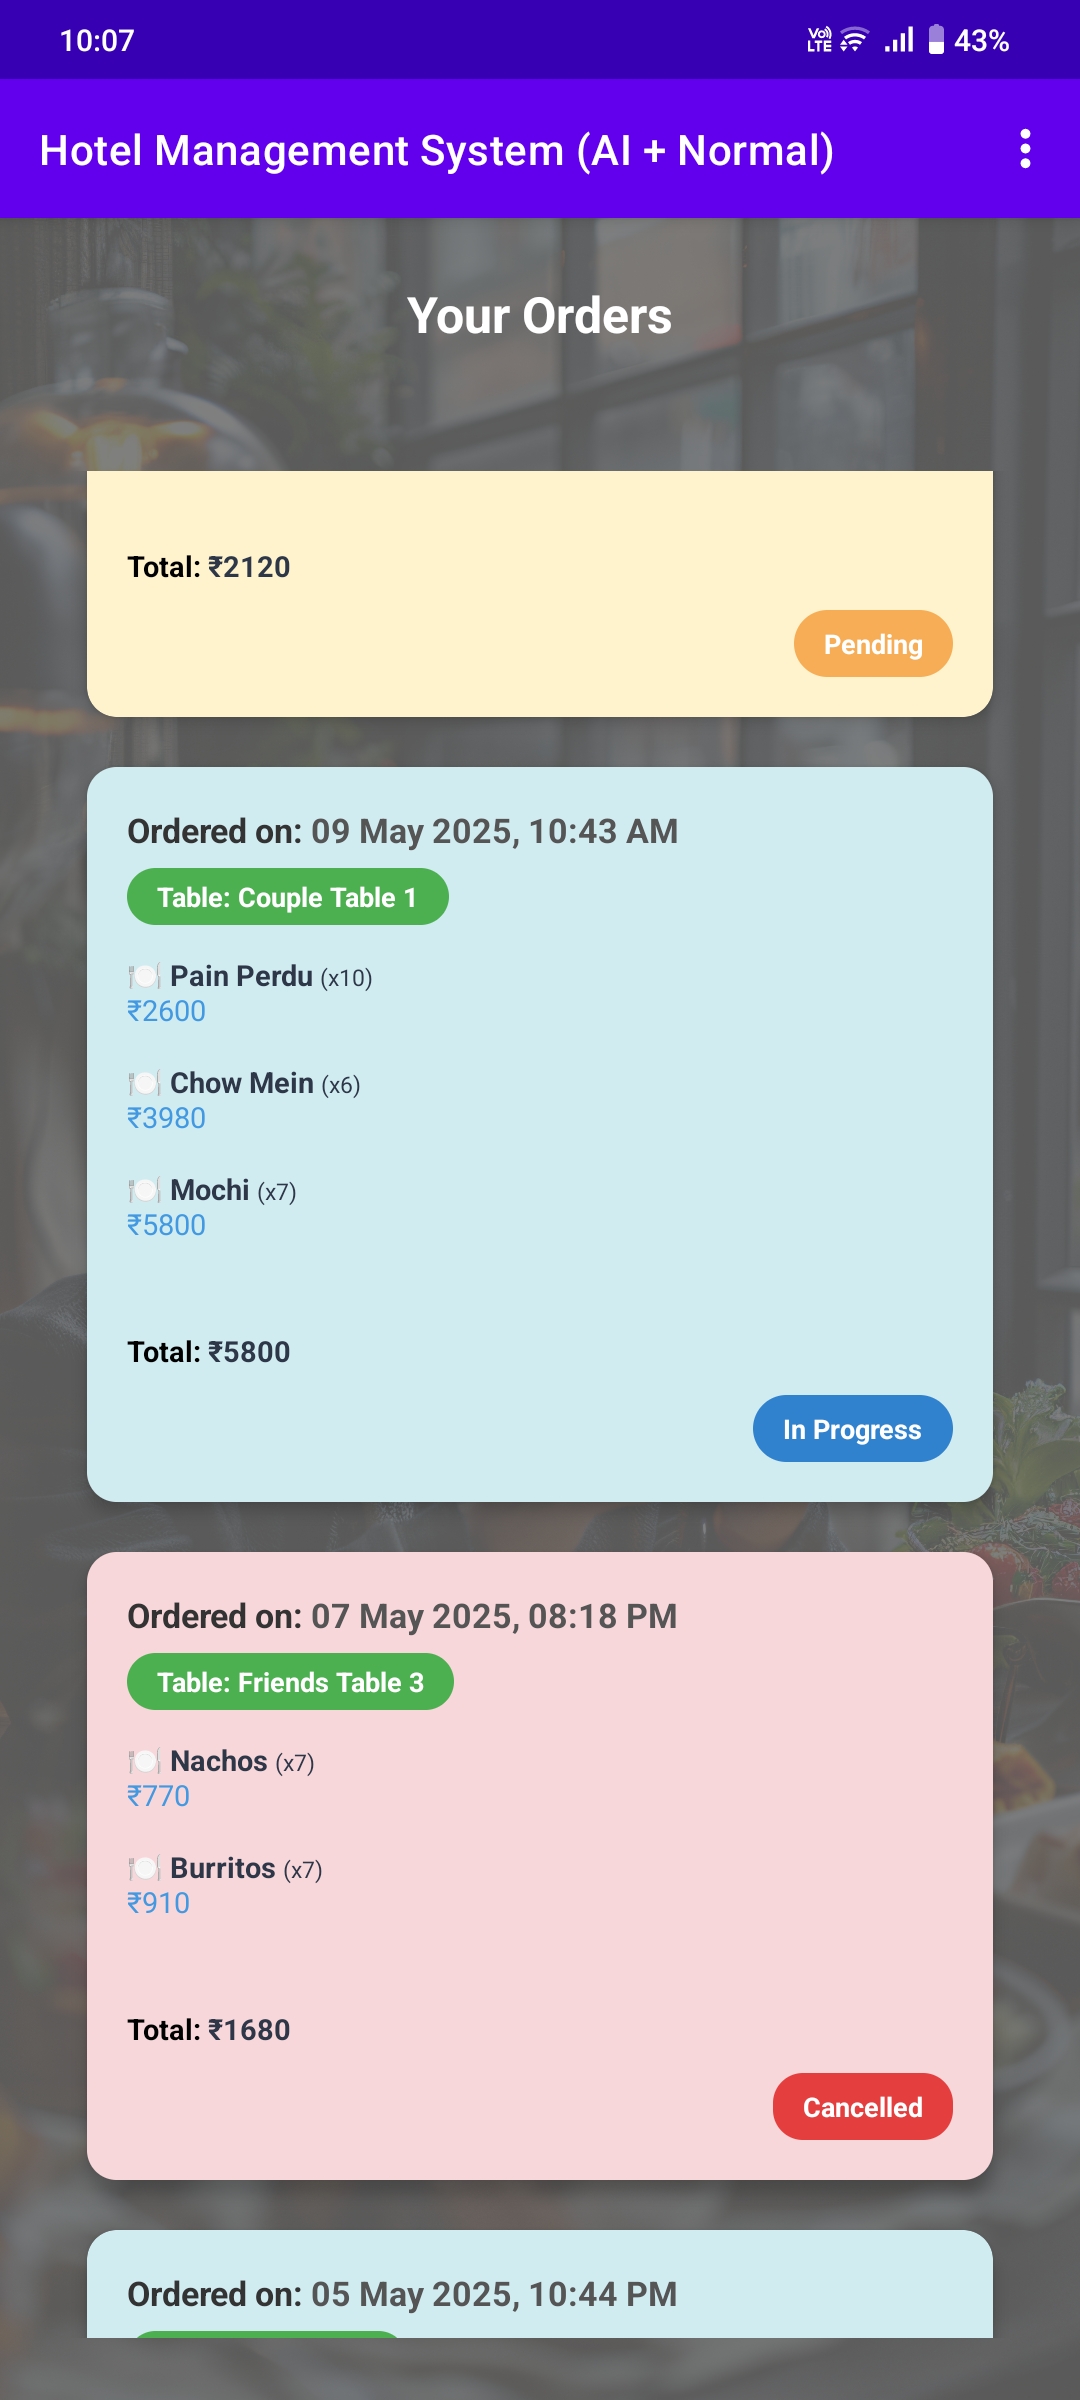 10:07
Vo)) LTE 43%
Hotel Management System (AI + Normal)
Your Orders
Total: ₹2120
Pending
Ordered on: 09 May 2025, 10:43 AM
Table: Couple Table 1
🍽️ Pain Perdu (x10)
₹2600
🍽️ Chow Mein (x6)
₹3980
🍽️ Mochi (x7)
₹5800
Total: ₹5800
In Progress
Ordered on: 07 May 2025, 08:18 PM
Table: Friends Table 3
🍽️ Nachos (x7)
₹770
🍽️ Burritos (x7)
₹910
Total: ₹1680
Cancelled
Ordered on: 05 May 2025, 10:44 PM